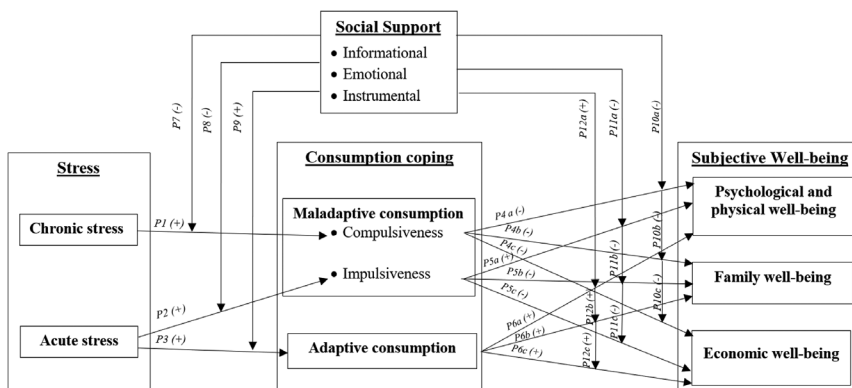 Social Support
• Informational
• Emotional
• Instrumental
P7 (-)
P8 (-)
P9 (+)
P12a (+)
P11a (-)
P10a (-)
Stress
Consumption coping
Subjective Well-being
Chronic stress
P1 (+)
Maladaptive consumption
• Compulsiveness
• Impulsiveness
P4 a (-)
P4b (-)
P4c (-)
P5a (+)
P5b (-)
P5c (-)
P11b (-)
P10b (-)
Psychological and
physical well-being
Family well-being
P2 (+)
Acute stress
P3 (+)
Adaptive consumption
P6a (+)
P6b (+)
P6c (+)
P12b (+)
P11c (-)
P10c (-)
P12c (+)
Economic well-being